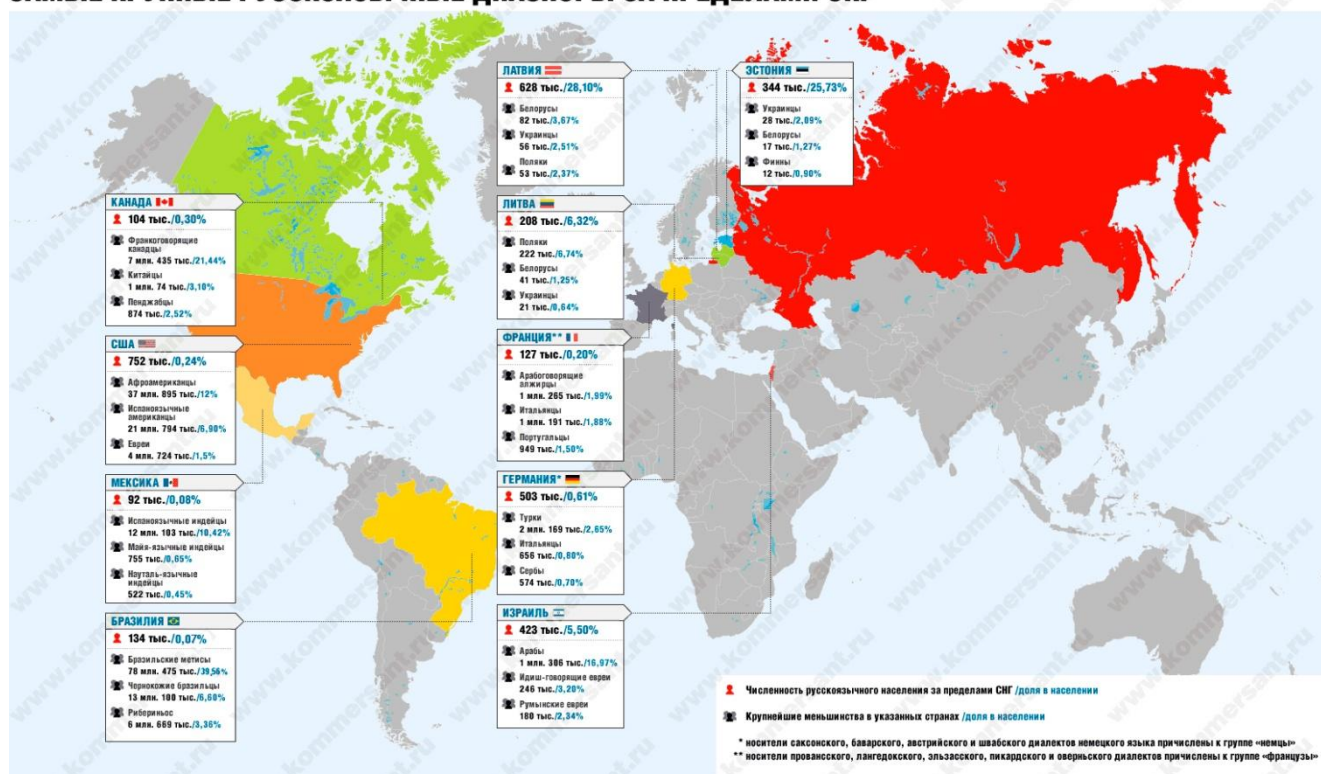 ЛАТВИЯ
628 тыс./28,10%
Белорусы
82 тыс./3,67%
Украинцы
56 тыс./2,51%
Поляки
53 тыс./2,37%
ЭСТОНИЯ
344 тыс./25,73%
Украинцы
28 тыс./2,09%
Белорусы
17 тыс./1,27%
Финны
12 тыс./0,90%
КАНАДА
104 тыс./0,30%
Франкоговорящие
канадцы
7 млн. 435 тыс./21,44%
Китайцы
1 млн. 74 тыс./3,10%
Пенджабцы
874 тыс./2,52%
ЛИТВА
208 тыс./6,32%
Поляки
222 тыс./6,74%
Белорусы
41 тыс./1,25%
Украинцы
21 тыс./0,64%
США
752 тыс./0,24%
Афроамериканцы
37 млн. 895 тыс./12%
Испаноязычные
американцы
21 млн. 794 тыс./6,90%
Евреи
4 млн. 724 тыс./1,5%
ФРАНЦИЯ**
127 тыс./0,20%
Арабоговорящие
алжирцы
1 млн. 265 тыс./1,99%
Итальянцы
1 млн. 191 тыс./1,88%
Португальцы
949 тыс./1,50%
МЕКСИКА
92 тыс./0,08%
Испаноязычные индейцы
12 млн. 103 тыс./10,42%
Майя-язычные индейцы
755 тыс./0,65%
Науталь-язычные
индейцы
522 тыс./0,45%
ГЕРМАНИЯ*
503 тыс./0,61%
Турки
2 млн. 169 тыс./2,65%
Итальянцы
656 тыс./0,80%
Сербы
574 тыс./0,70%
БРАЗИЛИЯ
134 тыс./0,07%
Бразильские метисы
78 млн. 475 тыс./39,56%
Чернокожие бразильцы
13 млн. 100 тыс./6,60%
Рибориньос
6 млн. 669 тыс./3,36%
ИЗРАИЛЬ
423 тыс./5,50%
Арабы
1 млн. 306 тыс./16,97%
Идиш-говорящие евреи
246 тыс./3,20%
Румынские евреи
180 тыс./2,34%
Численность русскоязычного населения за пределами СНГ /доля в населении
Крупнейшие меньшинства в указанных странах /доля в населении
* носители саксонского, баварского, австрийского и швабского диалектов немецкого языка причислены к группе «немцы»
** носители прованского, лангедокского, эльзасского, пикардского и оверньского диалектов причислены к группе «французы»
www.kommersant.ru